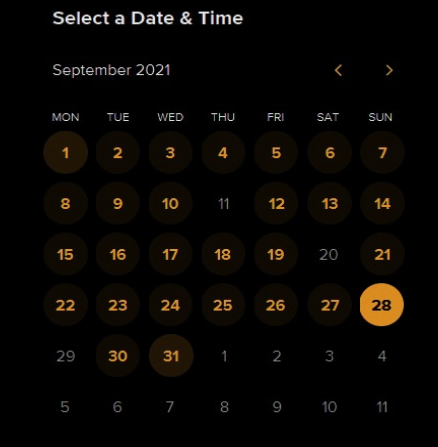 Select a Date & Time
September 2021
MON TUE WED THU FRI SAT SUN
1 2 3 4 5 6 7
8 9 10 11 12 13 14
15 16 17 18 19 20 21
22 23 24 25 26 27 28
29 30 31 1 2 3 4
5 6 7 8 9 10 11